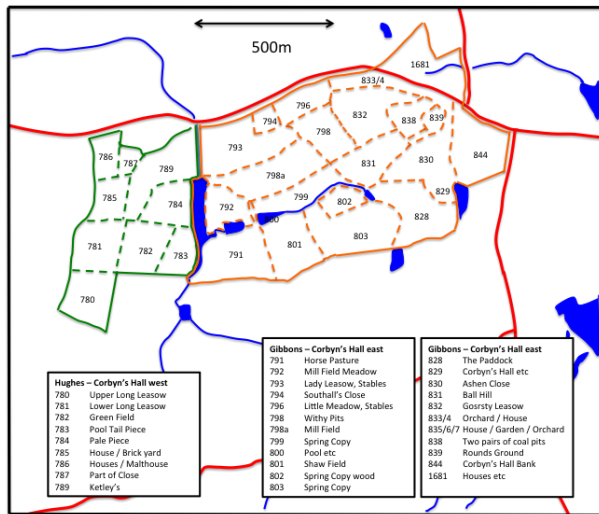 500m
1681
833/4
796
794
832
838
839
798
793
830
844
831
786
787
789
798a
785
784
799
802
829
792
800
828
781
782
783
791
801
803
780
Hughes – Corbyn's Hall west
780 Upper Long Leasow
781 Lower Long Leasow
782 Green Field
783 Pool Tail Piece
784 Pale Piece
785 House / Brick yard
786 Houses / Malthouse
787 Part of Close
789 Ketley's
Gibbons – Corbyn's Hall east
791 Horse Pasture
792 Mill Field Meadow
793 Lady Leasow, Stables
794 Southall's Close
796 Little Meadow, Stables
798 Withy Pits
798a Mill Field
799 Spring Copy
800 Pool etc
801 Shaw Field
802 Spring Copy wood
803 Spring Copy
Gibbons – Corbyn's Hall east
828 The Paddock
829 Corbyn's Hall etc
830 Ashen Close
831 Ball Hill
832 Gosrsty Leasow
833/4 Orchard / House
835/6/7 House / Garden / Orchard
838 Two pairs of coal pits
839 Rounds Ground
844 Corbyn's Hall Bank
1681 Houses etc